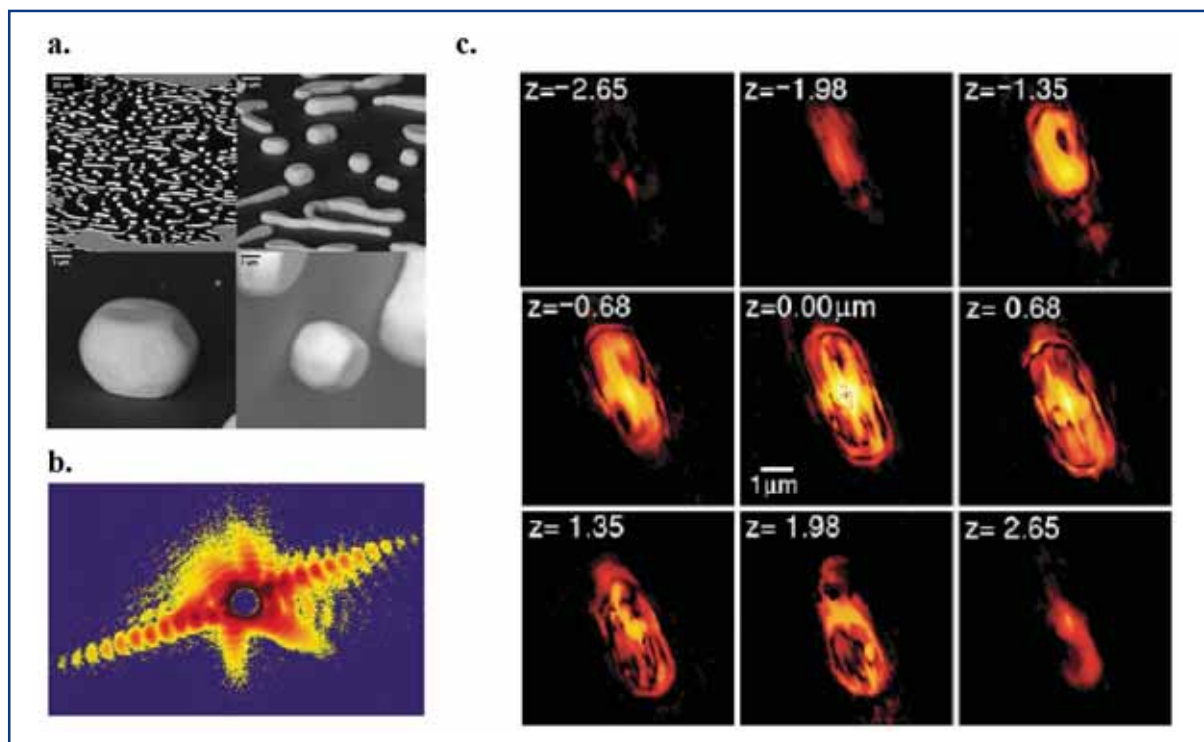 a.
c.
z=-2.65
z=-1.98
z=-1.35
z=-0.68
z=0.00μm
z= 0.68
1μm
b.
z= 1.35
z= 1.98
z= 2.65